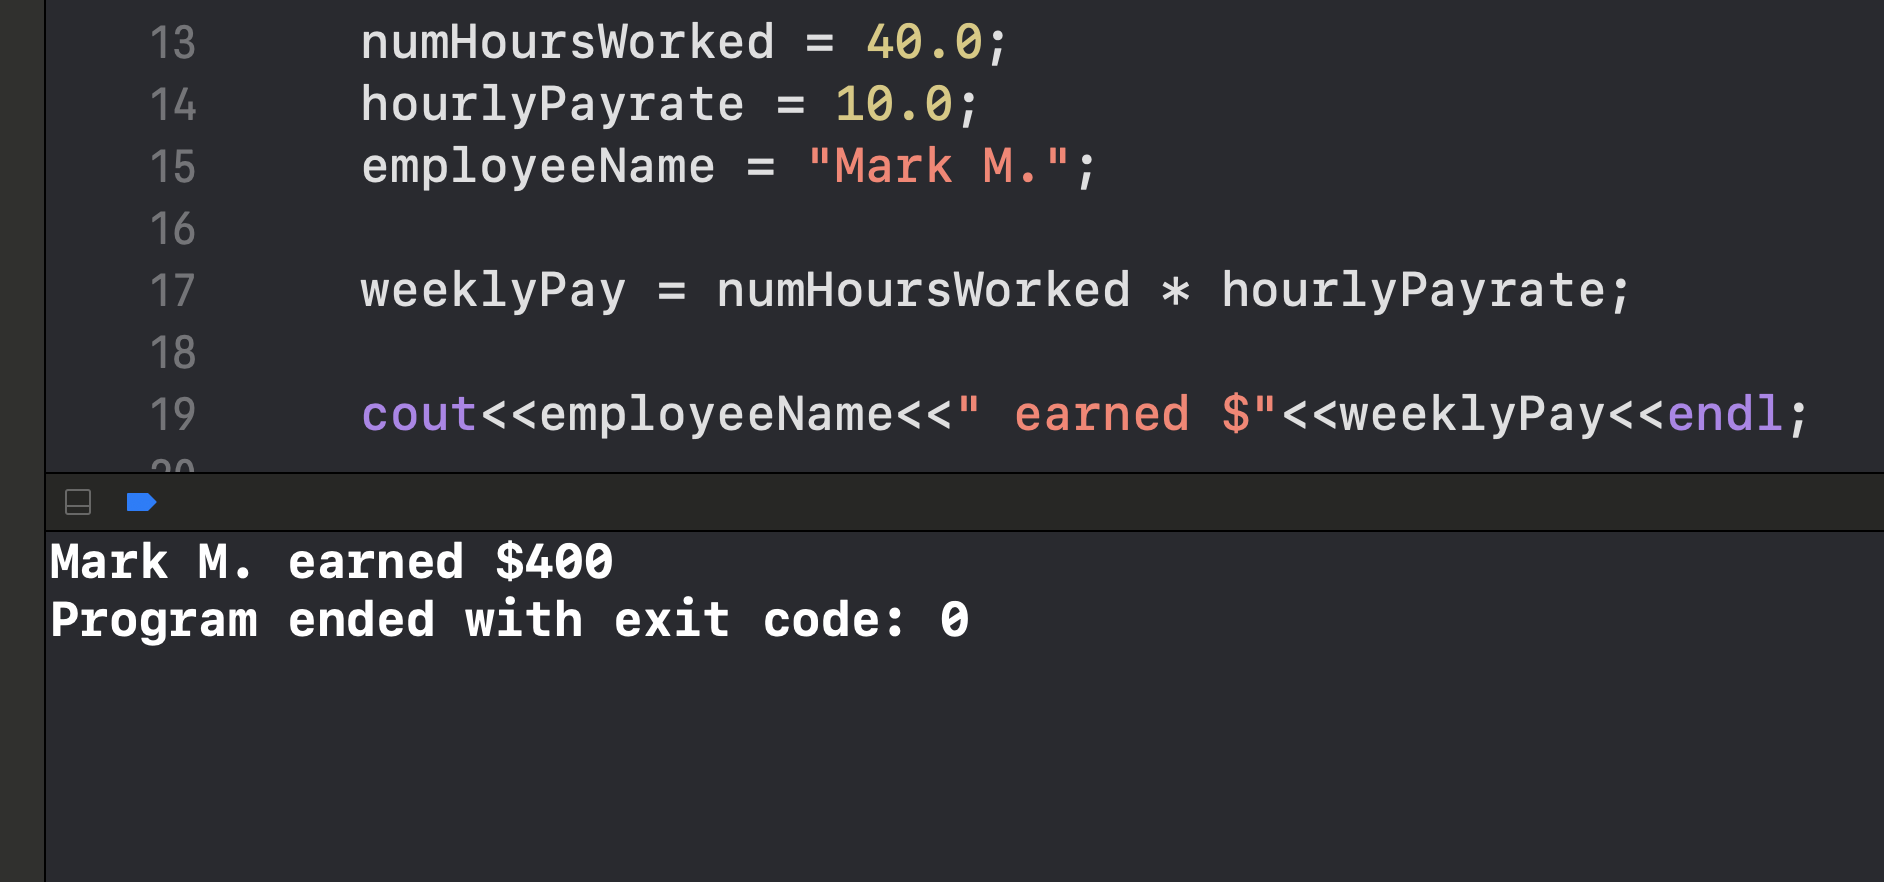 13 numHoursWorked = 40.0;
14 hourlyPayrate = 10.0;
15 employeeName = "Mark M.";
16
17 weeklyPay = numHoursWorked * hourlyPayrate;
18
19 cout<<employeeName<<" earned $"<<weeklyPay<<endl;
20
Mark M. earned $400
Program ended with exit code: 0